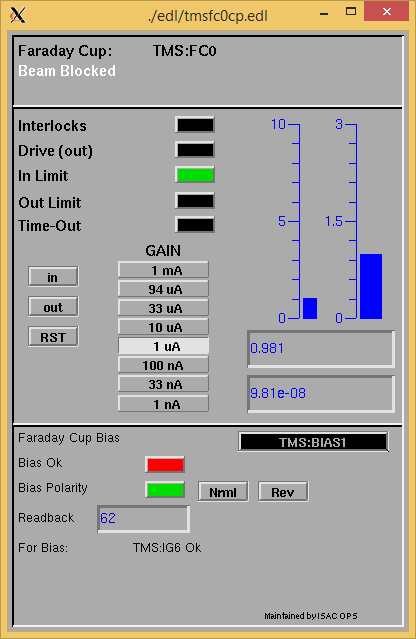 ./edl/tmsfc0cp.edl
Faraday Cup: TMS:FC0
Beam Blocked
Interlocks
Drive (out)
In Limit
Out Limit
Time-Out
10
5
0
3
1.5
0
GAIN
1 mA
94 uA
33 uA
10 uA
1 uA
100 nA
33 nA
1 nA
in
out
RST
0.981
9.81e-08
Faraday Cup Bias TMS:BIAS1
Bias Ok
Bias Polarity Nrml Rev
Readback 62
For Bias: TMS:IG6 Ok
Maintained by ISAC OPS